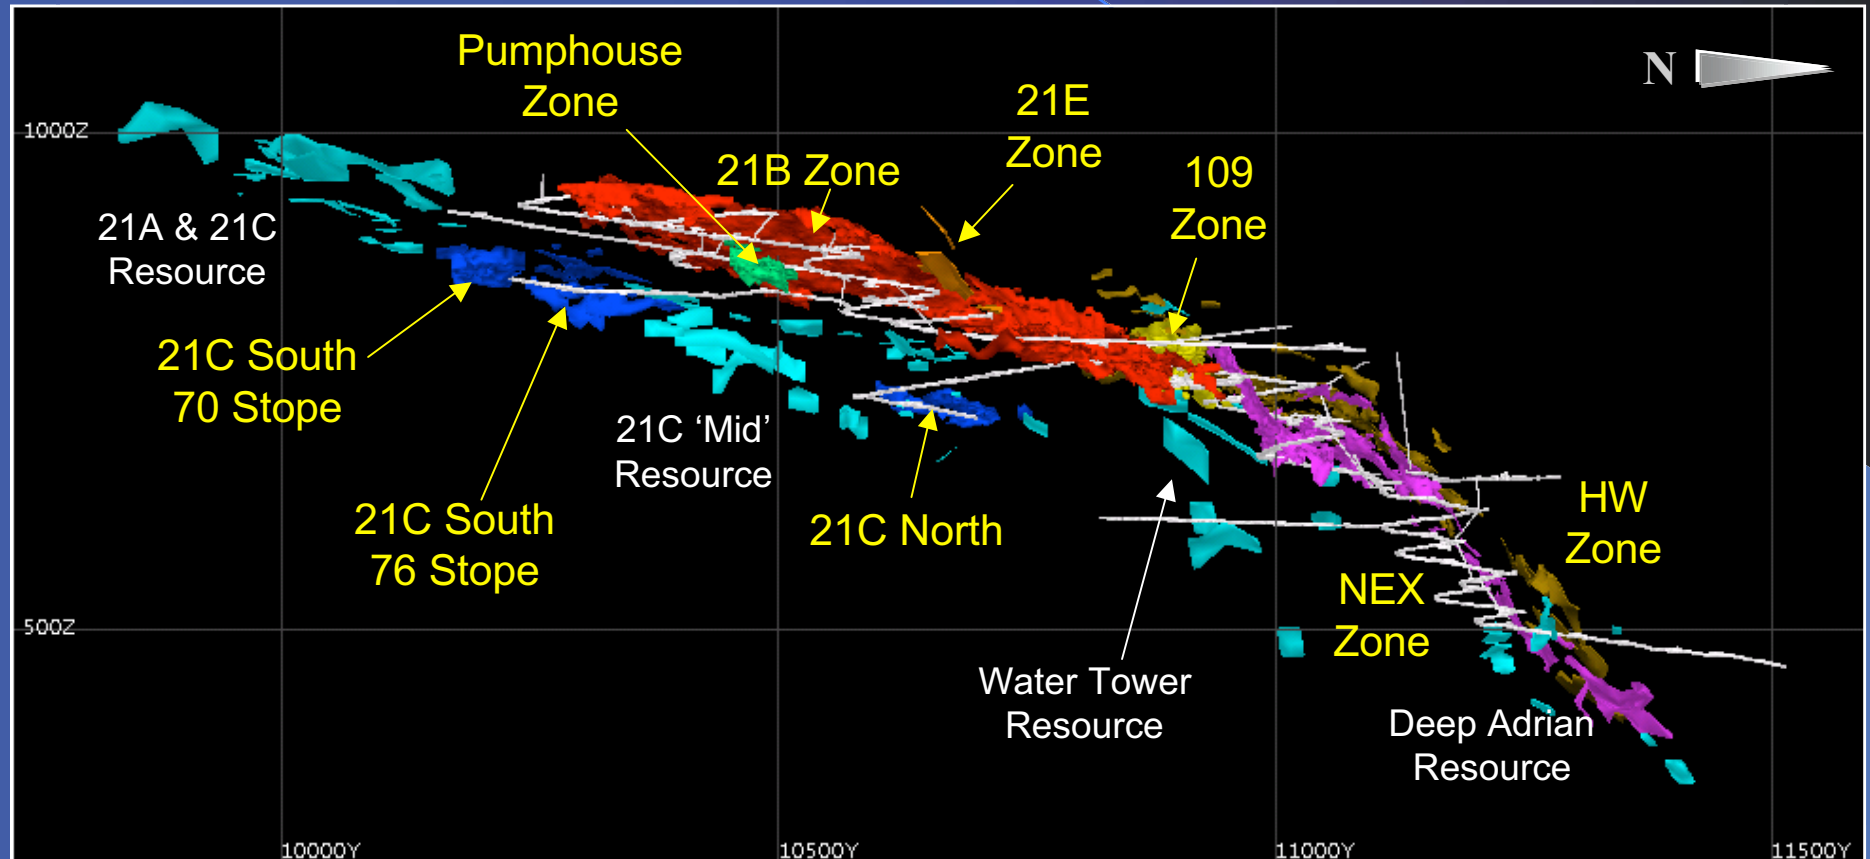 Pumphouse
Zone
N
21E
Zone
1000Z
21B Zone
109
Zone
21A & 21C
Resource
21C South
70 Stope
21C 'Mid'
Resource
21C South
76 Stope
21C North
HW
Zone
NEX
Zone
500Z
Water Tower
Resource
Deep Adrian
Resource
10000Y
10500Y
11000Y
11500Y